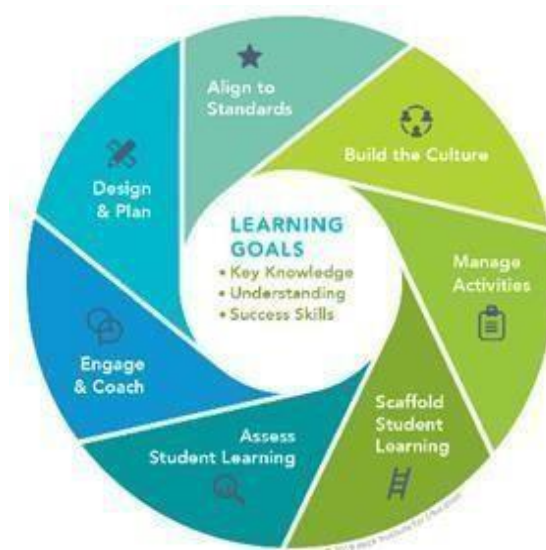 Align to
Standards
Build the Culture
Manage
Activities
Scaffold
Student
Learning
Assess
Student Learning
Engage
& Coach
Design
& Plan
LEARNING
GOALS
• Key Knowledge
• Understanding
• Success Skills